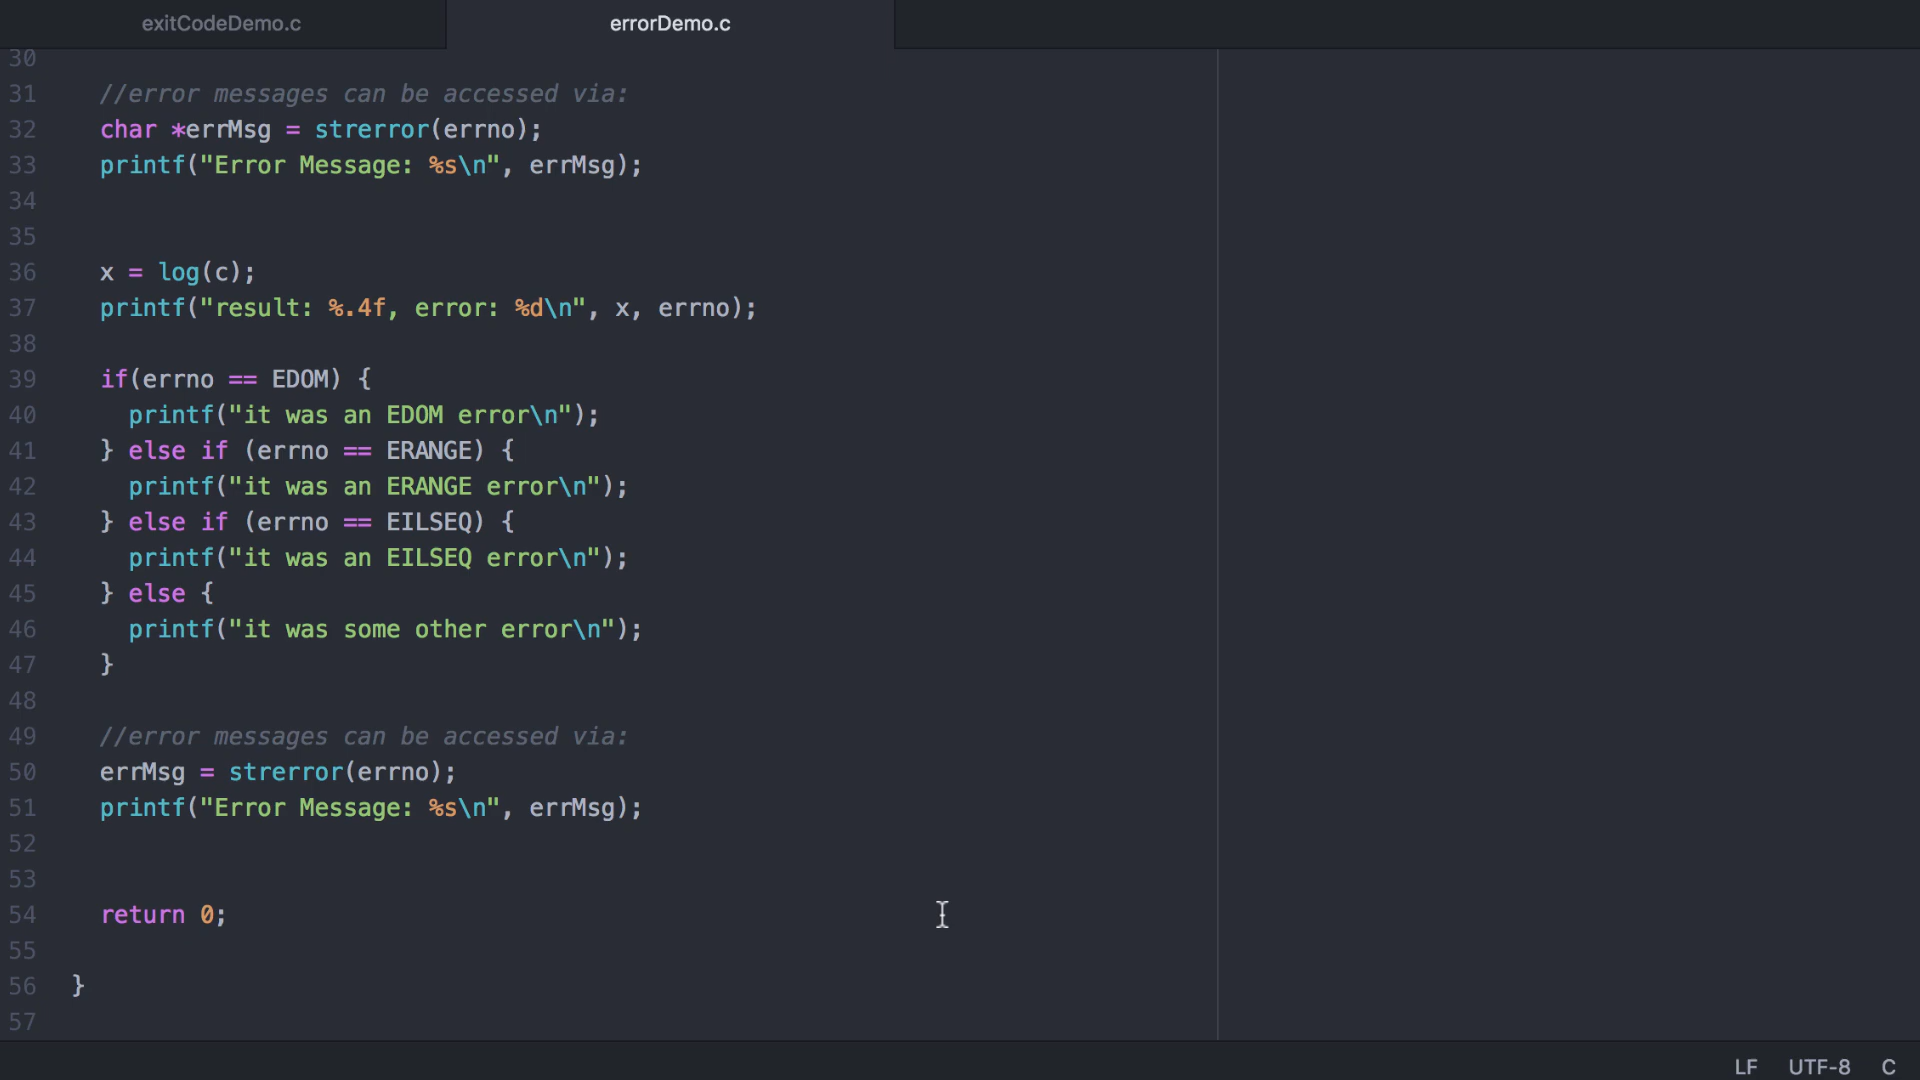 exitCodeDemo.c errorDemo.c
30
31 //error messages can be accessed via:
32 char *errMsg = strerror(errno);
33 printf("Error Message: %s\n", errMsg);
34
35
36 x = log(c);
37 printf("result: %.4f, error: %d\n", x, errno);
38
39 if(errno == EDOM) {
40 printf("it was an EDOM error\n");
41 } else if (errno == ERANGE) {
42 printf("it was an ERANGE error\n");
43 } else if (errno == EILSEQ) {
44 printf("it was an EILSEQ error\n");
45 } else {
46 printf("it was some other error\n");
47 }
48
49 //error messages can be accessed via:
50 errMsg = strerror(errno);
51 printf("Error Message: %s\n", errMsg);
52
53
54 return 0;
55
56 }
57
LF UTF-8 C